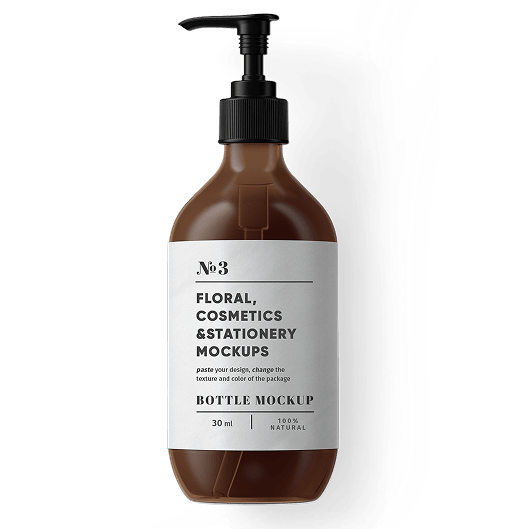 №3
FLORAL,
COSMETICS
&STATIONERY
MOCKUPS
paste your design, change the
texture and color of the package
BOTTLE MOCKUP
30 ml
100%
NATURAL